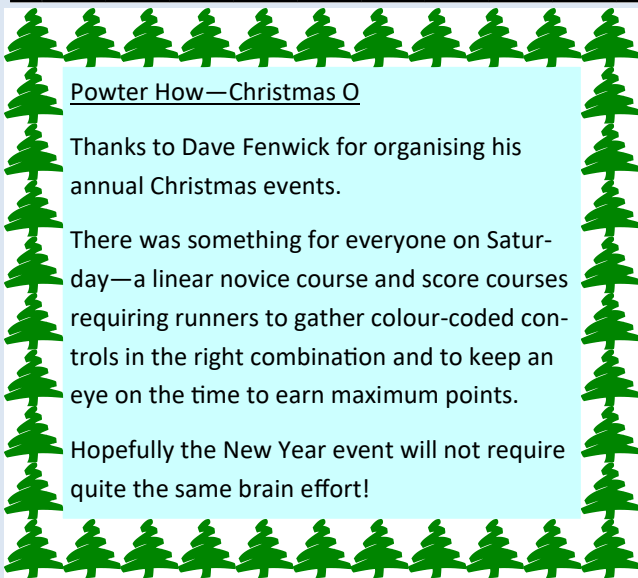 Powter How—Christmas O
Thanks to Dave Fenwick for organising his
annual Christmas events.
There was something for everyone on Satur-
day—a linear novice course and score courses
requiring runners to gather colour-coded con-
trols in the right combination and to keep an
eye on the time to earn maximum points.
Hopefully the New Year event will not require
quite the same brain effort!